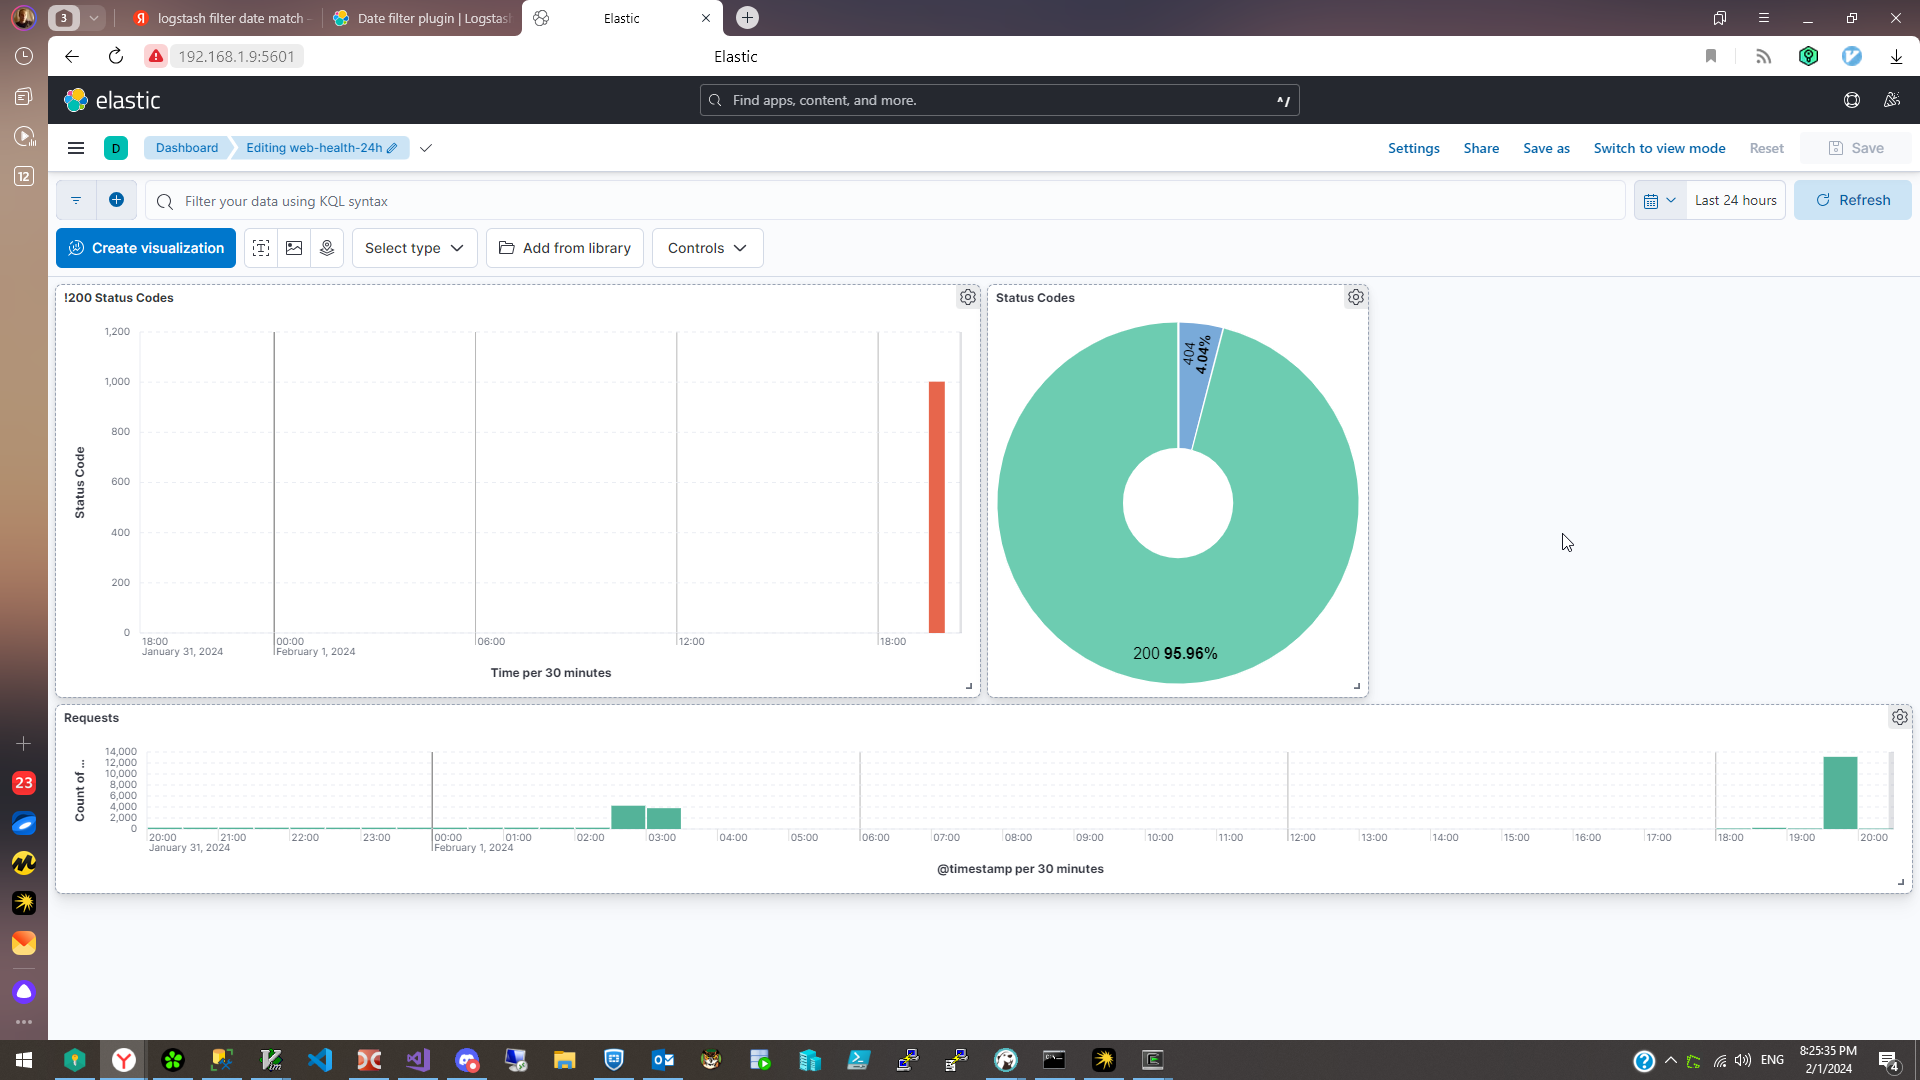 3
logstash filter date match -
Date filter plugin | Logstash
Elastic
192.168.1.9:5601
Elastic
elastic
Find apps, content, and more.
^/
12
D
Dashboard
Editing web-health-24h
Settings
Share
Save as
Switch to view mode
Reset
Save
Filter your data using KQL syntax
Last 24 hours
Refresh
Create visualization
Select type
Add from library
Controls
!200 Status Codes
1,200
1,000
800
600
400
200
0
Status Code
18:00
00:00
06:00
12:00
18:00
January 31, 2024
February 1, 2024
Time per 30 minutes
Status Codes
404
4.04%
200 95.96%
Requests
14,000
12,000
10,000
8,000
6,000
4,000
2,000
0
Count of ...
20:00
21:00
22:00
23:00
00:00
01:00
02:00
03:00
04:00
05:00
06:00
07:00
08:00
09:00
10:00
11:00
12:00
13:00
14:00
15:00
16:00
17:00
18:00
19:00
20:00
January 31, 2024
February 1, 2024
@timestamp per 30 minutes
23
ENG
8:25:35 PM
2/1/2024
4